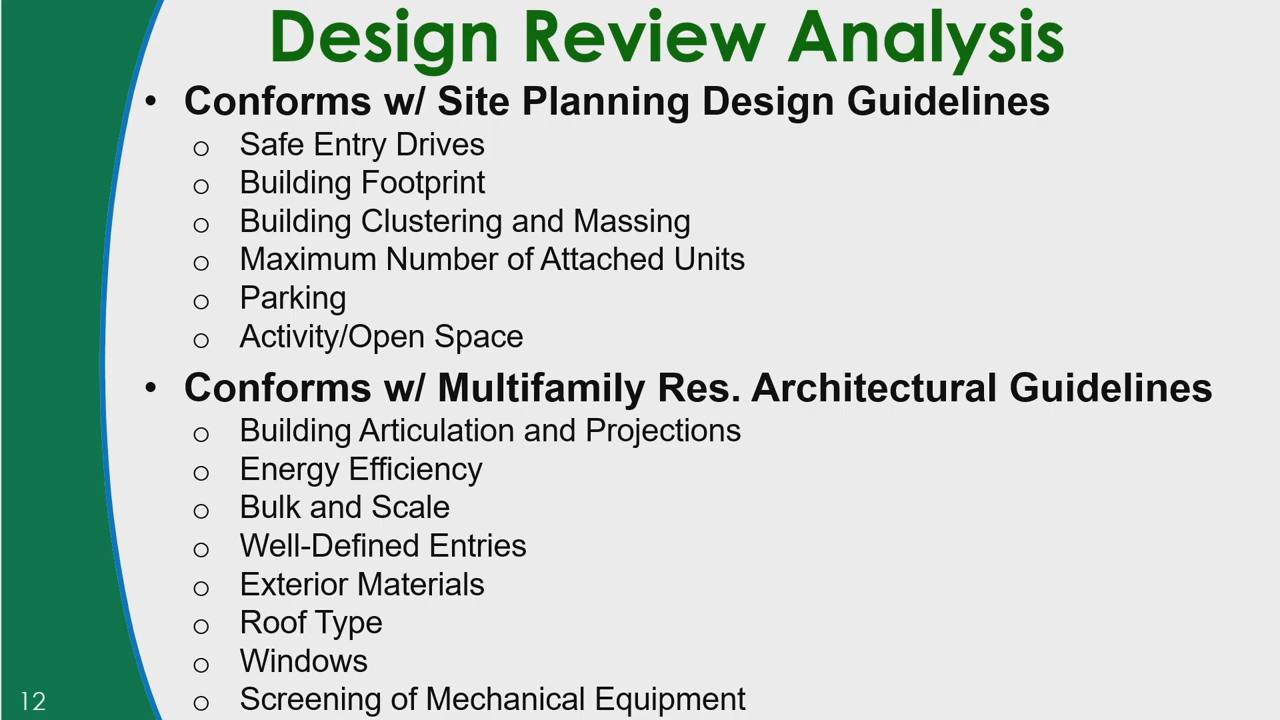 Design Review Analysis
• Conforms w/ Site Planning Design Guidelines
o Safe Entry Drives
o Building Footprint
o Building Clustering and Massing
o Maximum Number of Attached Units
o Parking
o Activity/Open Space
• Conforms w/ Multifamily Res. Architectural Guidelines
o Building Articulation and Projections
o Energy Efficiency
o Bulk and Scale
o Well-Defined Entries
o Exterior Materials
o Roof Type
o Windows
o Screening of Mechanical Equipment
12